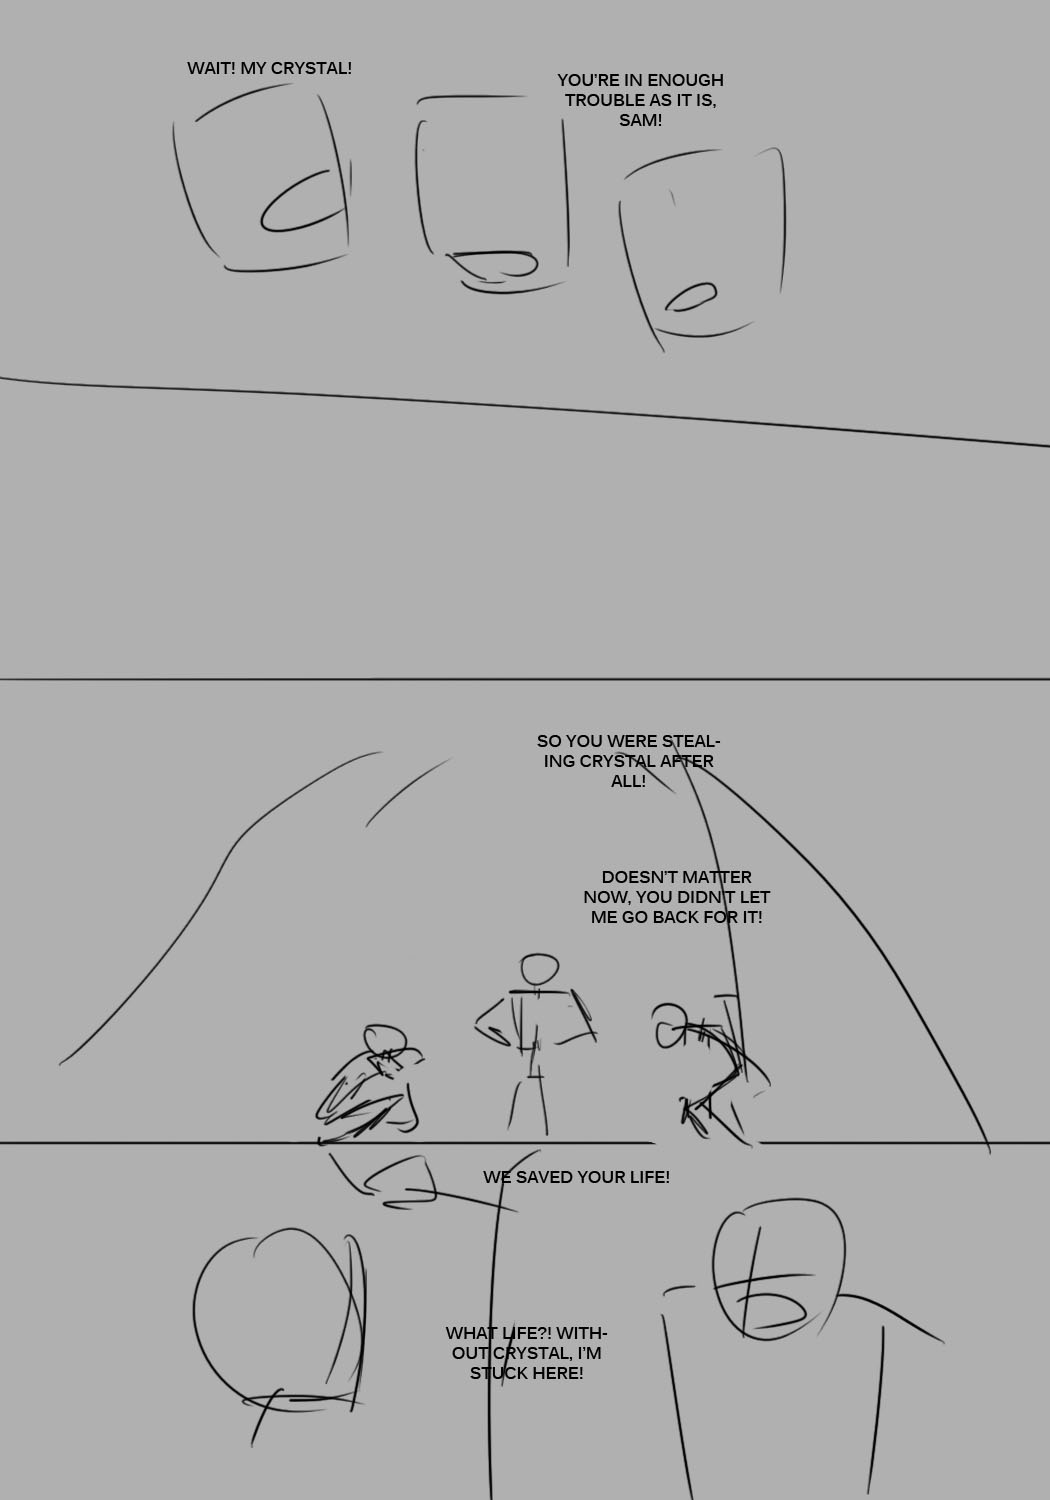 WAIT! MY CRYSTAL!
YOU'RE IN ENOUGH
TROUBLE AS IT IS,
SAM!
SO YOU WERE STEAL-
ING CRYSTAL AFTER
ALL!
DOESN'T MATTER
NOW, YOU DIDN'T LET
ME GO BACK FOR IT!
WE SAVED YOUR LIFE!
WHAT LIFE?! WITH-
OUT CRYSTAL, I'M
STUCK HERE!